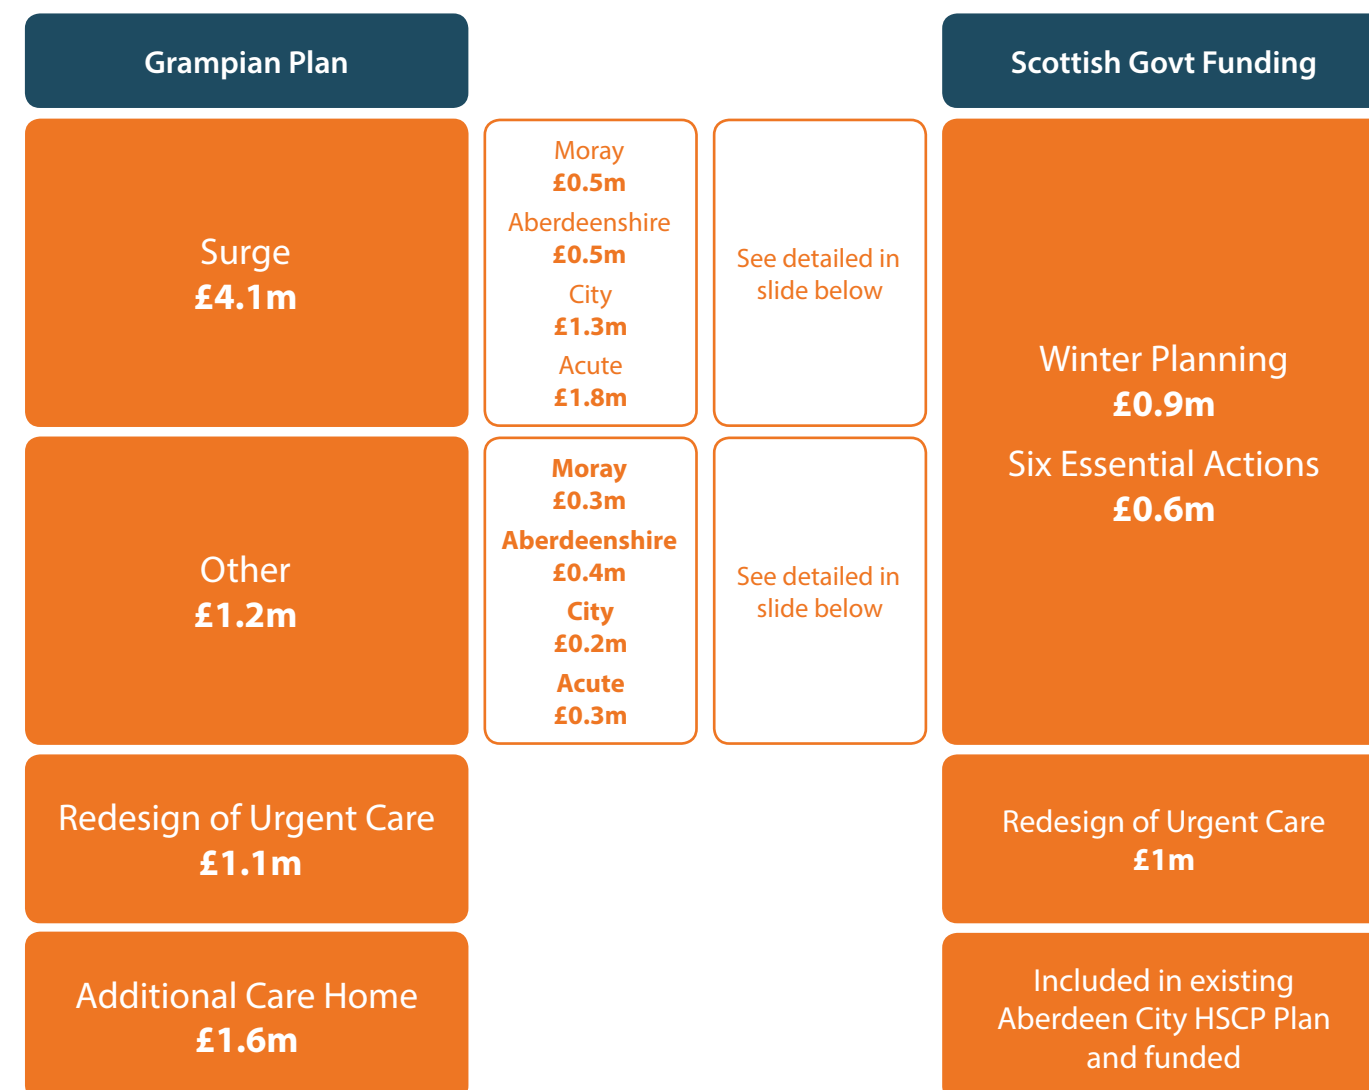 Grampian Plan
Scottish Govt Funding
Surge
£4.1m
Moray
£0.5m
Aberdeenshire
£0.5m
City
£1.3m
Acute
£1.8m
See detailed in
slide below
Winter Planning
£0.9m
Six Essential Actions
£0.6m
Other
£1.2m
Moray
£0.3m
Aberdeenshire
£0.4m
City
£0.2m
Acute
£0.3m
See detailed in
slide below
Redesign of Urgent Care
£1.1m
Redesign of Urgent Care
£1m
Additional Care Home
£1.6m
Included in existing
Aberdeen City HSCP Plan
and funded